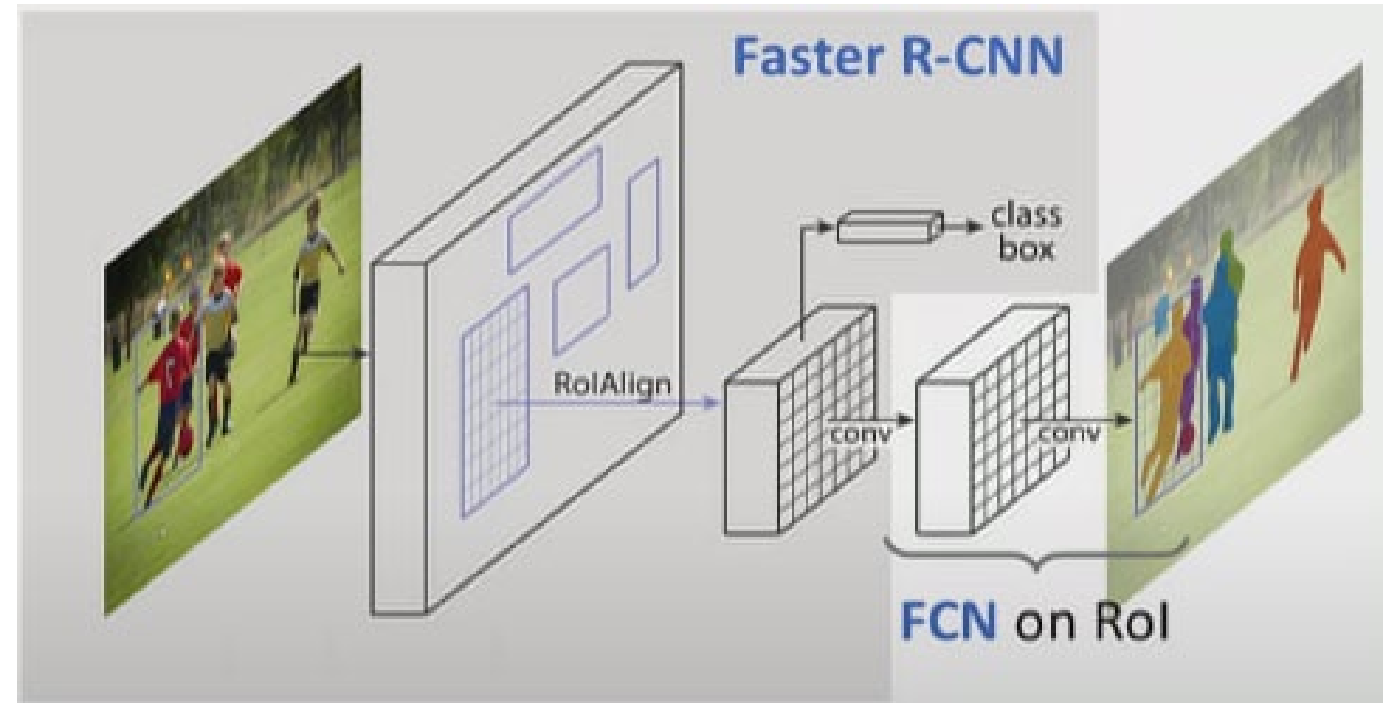 Faster R-CNN
class
box
RoIAlign
conv
conv
FCN on RoI